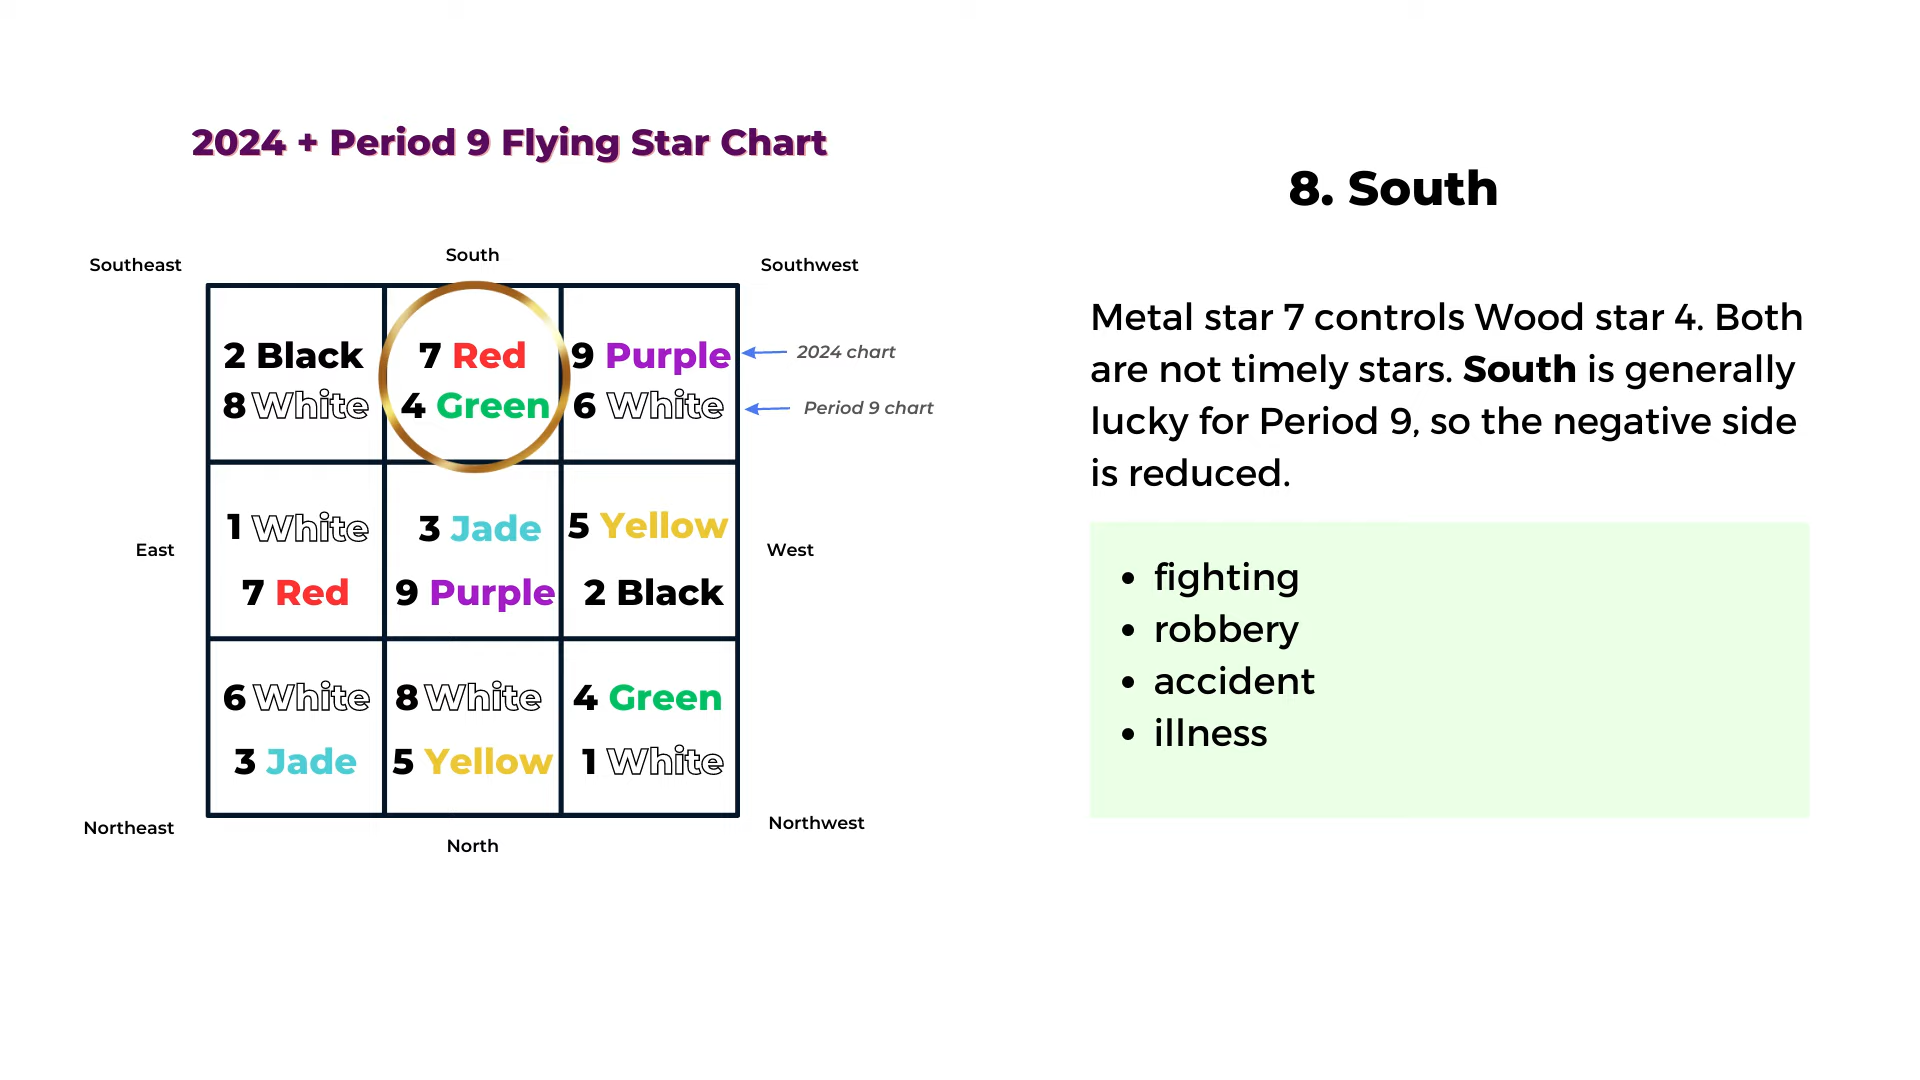 2024 + Period 9 Flying Star Chart
Southeast
South
Southwest
2 Black
7 Red
9 Purple
2024 chart
8 White
4 Green
6 White
Period 9 chart
1 White
3 Jade
5 Yellow
East
West
7 Red
9 Purple
2 Black
6 White
8 White
4 Green
3 Jade
5 Yellow
1 White
Northeast
North
Northwest
8. South
Metal star 7 controls Wood star 4. Both
are not timely stars. South is generally
lucky for Period 9, so the negative side
is reduced.
• fighting
• robbery
• accident
• illness